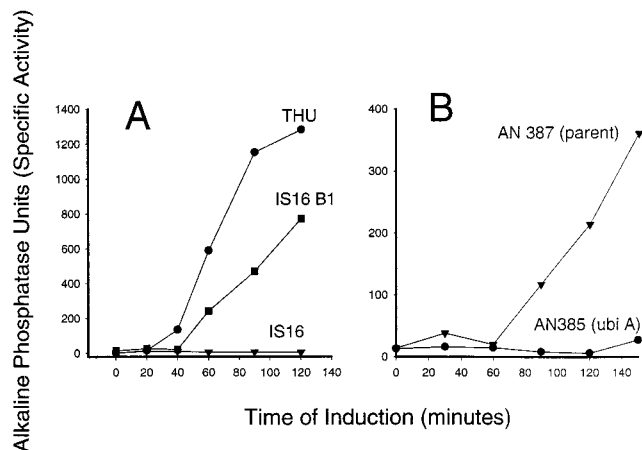 Alkaline Phosphatase Units (Specific Activity)
A
1400
1200
1000
800
600
400
200
0
THU
IS16 B1
IS16
0 20 40 60 80 100 120 140
B
400
300
200
100
0
AN 387 (parent)
AN385 (ubi A)
0 20 40 60 80 100 120 140
Time of Induction (minutes)